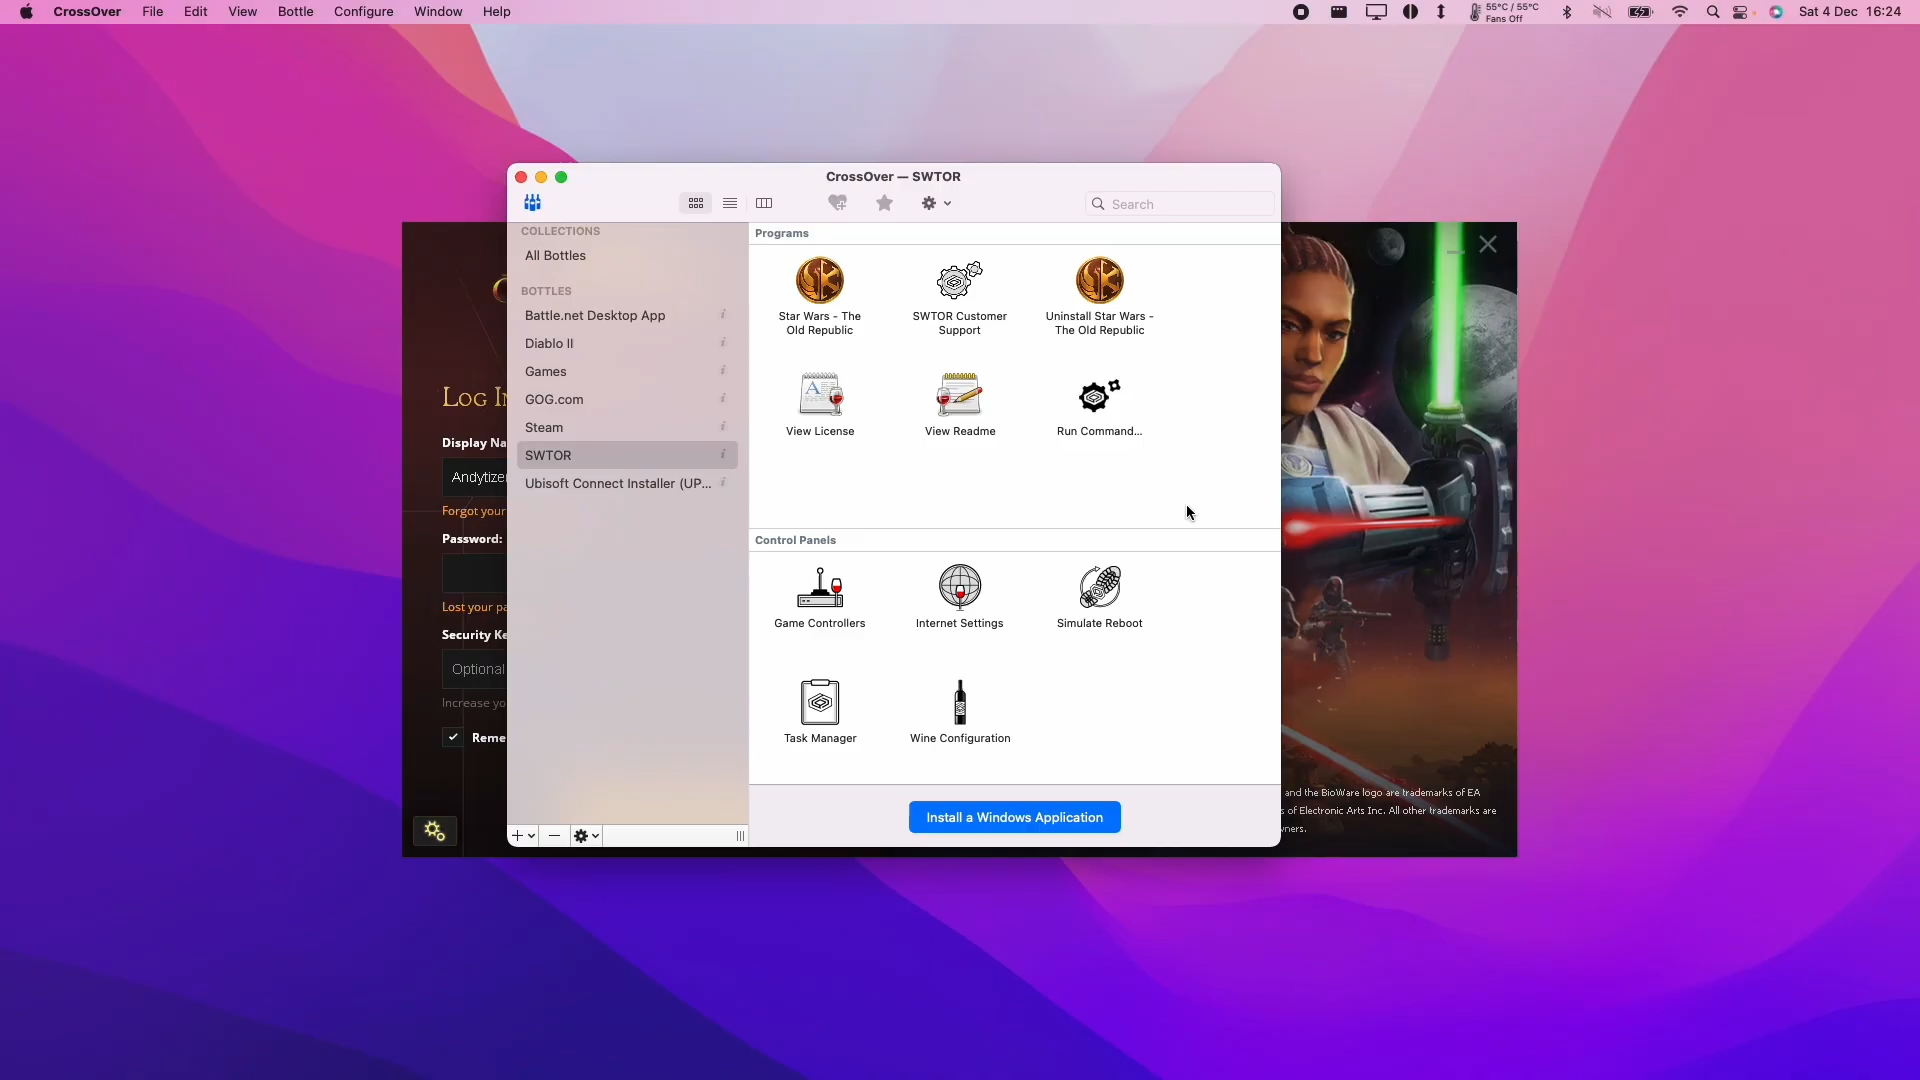 CrossOver File Edit View Bottle Configure Window Help
55°C / 55°C
Fans Off
Sat 4 Dec 16:24
CrossOver — SWTOR
Search
COLLECTIONS
All Bottles
BOTTLES
Battle.net Desktop App
Diablo II
Games
GOG.com
Steam
SWTOR
Ubisoft Connect Installer (UP...
Programs
Star Wars - The
Old Republic
SWTOR Customer
Support
Uninstall Star Wars -
The Old Republic
View License
View Readme
Run Command...
Control Panels
Game Controllers
Internet Settings
Simulate Reboot
Task Manager
Wine Configuration
Install a Windows Application
Log I
Display Na
Andytize
Forgot your
Password:
Lost your pa
Security Ke
Optional
Increase yo
Reme
and the BioWare logo are trademarks of EA
s of Electronic Arts Inc. All other trademarks are
ners.